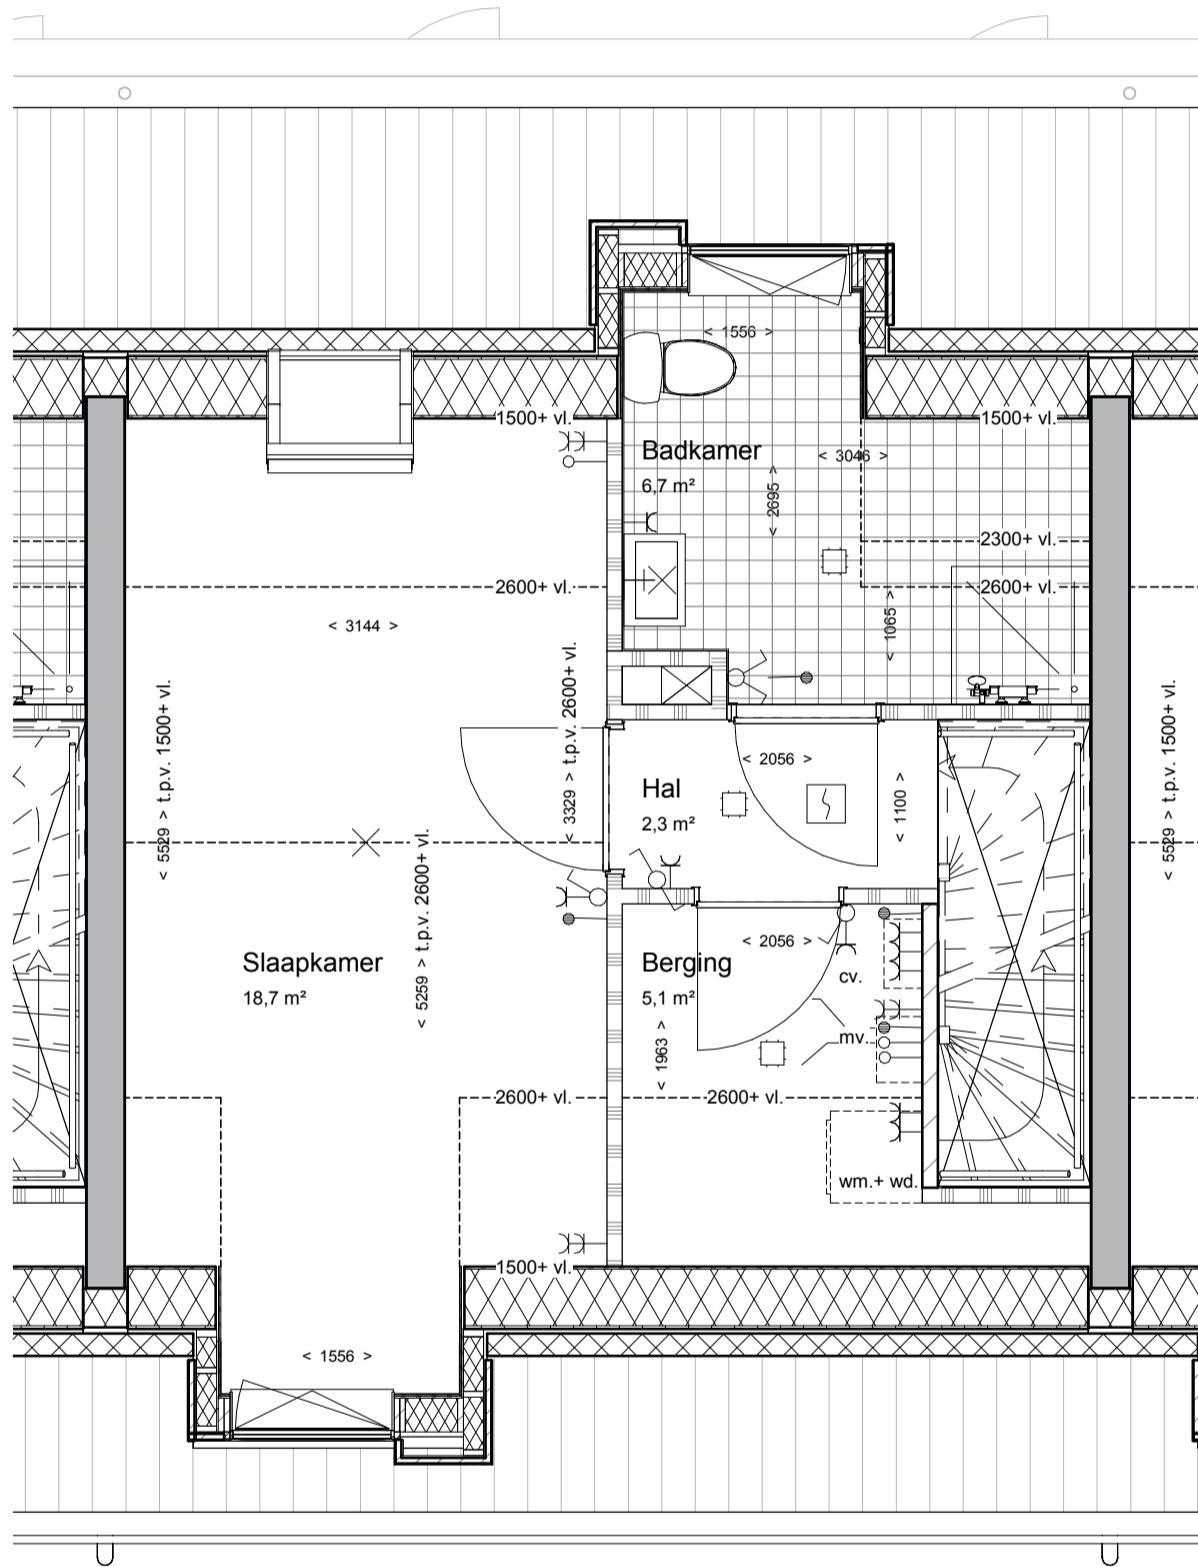 < 1556 >
1500+ vl.
1500+ vl.
Badkamer
6,7 m²
< 3046 >
< 2695 >
2300+ vl.
2600+ vl.
2600+ vl.
< 3144 >
< 1065 >
< 5529 > t.p.v. 1500+ vl.
< 3329 > t.p.v. 2600+ vl.
< 5529 > t.p.v. 1500+ vl.
Hal
2,3 m²
< 2056 >
< 1100 >
< 5259 > t.p.v. 2600+ vl.
Slaapkamer
18,7 m²
Berging
5,1 m²
< 2056 >
cv.
mv.
< 1963 >
2600+ vl.
2600+ vl.
wm.+ wd.
1500+ vl.
< 1556 >